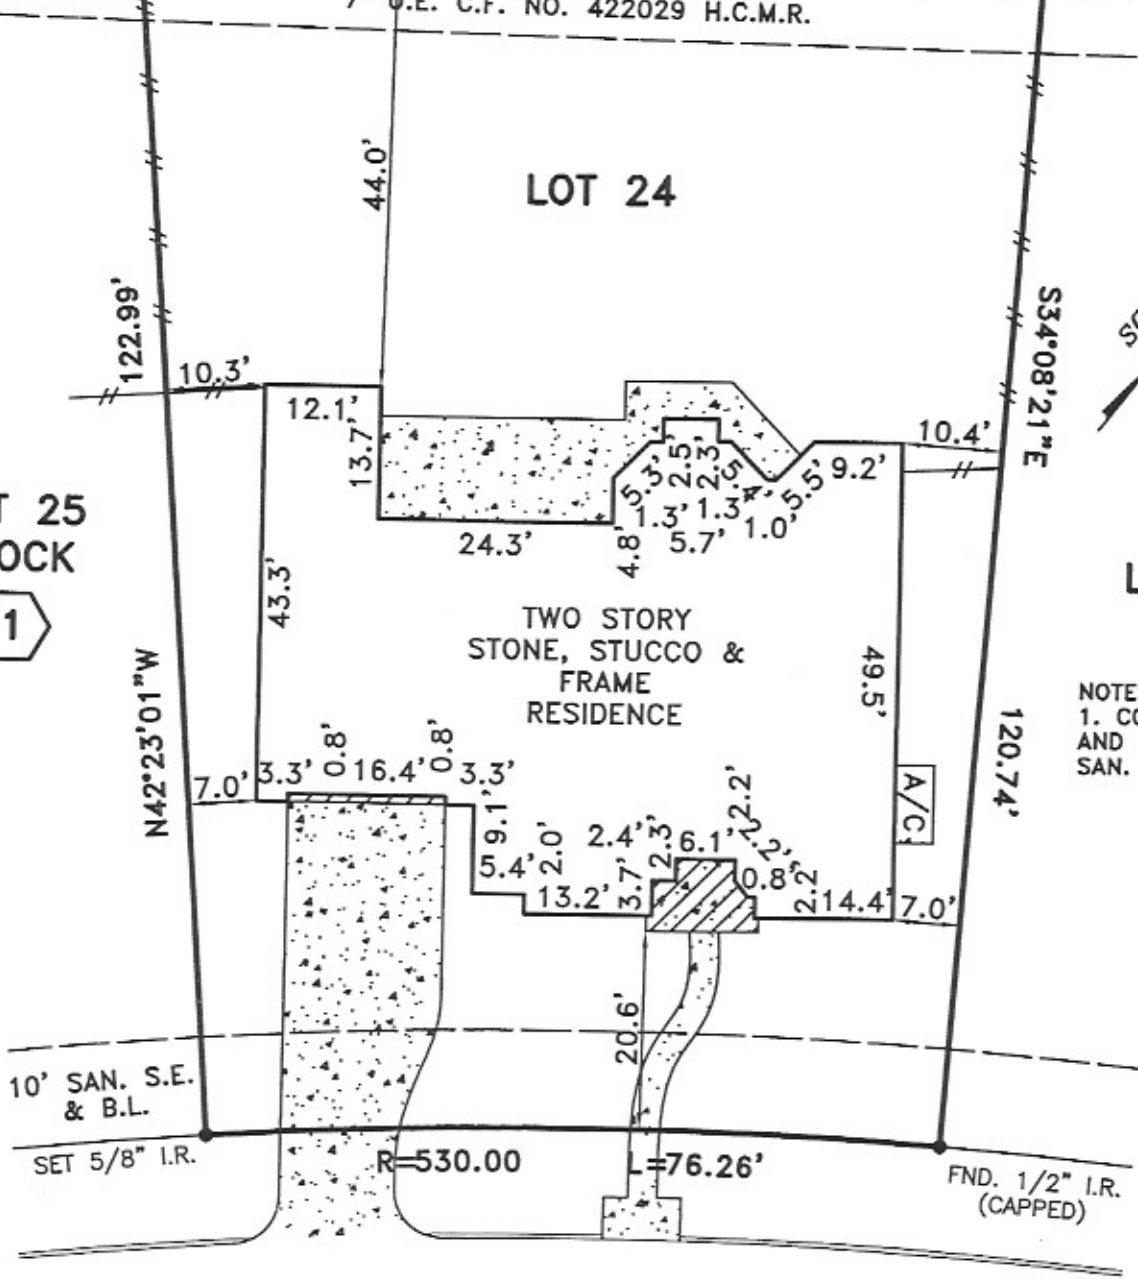 7' U.E. C.F. NO. 422029 H.C.M.R.
44.0'
LOT 24
122.99'
S34°08'21"E
10.3'
12.1'
13.7'
10.4'
9.2'
5.3'
2.5'
2.3'
5.4'
5.5'
1.3'
1.3'
1.0'
5.7'
24.3'
4.8'
T 25
OCK
1
43.3'
TWO STORY
STONE, STUCCO &
FRAME
RESIDENCE
49.5'
N42°23'01"W
NOTE
1. CO
AND
SAN.
120.74'
A/C
7.0'
3.3'
0.8'
16.4'
0.8'
3.3'
9.1'
5.4'
2.0'
13.2'
2.4'
3.7'
2.3'
6.1'
2.2'
2.2'
0.8'
2.2
14.4'
7.0'
20.6'
10' SAN. S.E.
& B.L.
SET 5/8" I.R.
R=530.00
L=76.26'
FND. 1/2" I.R.
(CAPPED)